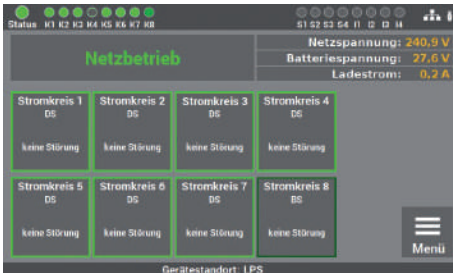 Status K1 K2 K3 K4 K5 K6 K7 K8 S1 S2 S3 S4 I1 I2 I3 I4
Netzbetrieb
Netzspannung: 240,9 V
Batteriespannung: 27,6 V
Ladestrom: 0,2 A
Stromkreis 1 Stromkreis 2 Stromkreis 3 Stromkreis 4
DS DS DS DS
keine Störung keine Störung keine Störung keine Störung
Stromkreis 5 Stromkreis 6 Stromkreis 7 Stromkreis 8
DS DS DS BS
keine Störung keine Störung keine Störung keine Störung
Menü
Gerätestandort: LPS